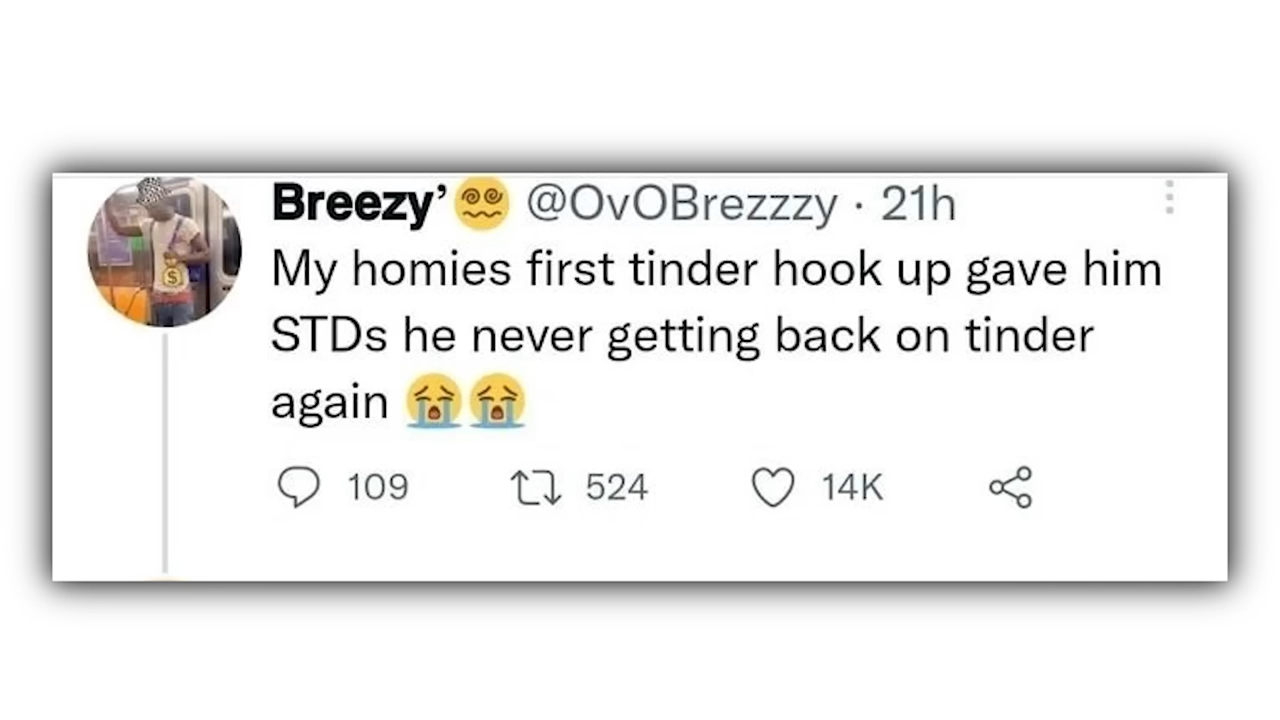 Breezy’😵‍💫 @OvOBrezzzy · 21h
My homies first tinder hook up gave him
STDs he never getting back on tinder
again 😭😭
109 524 14K